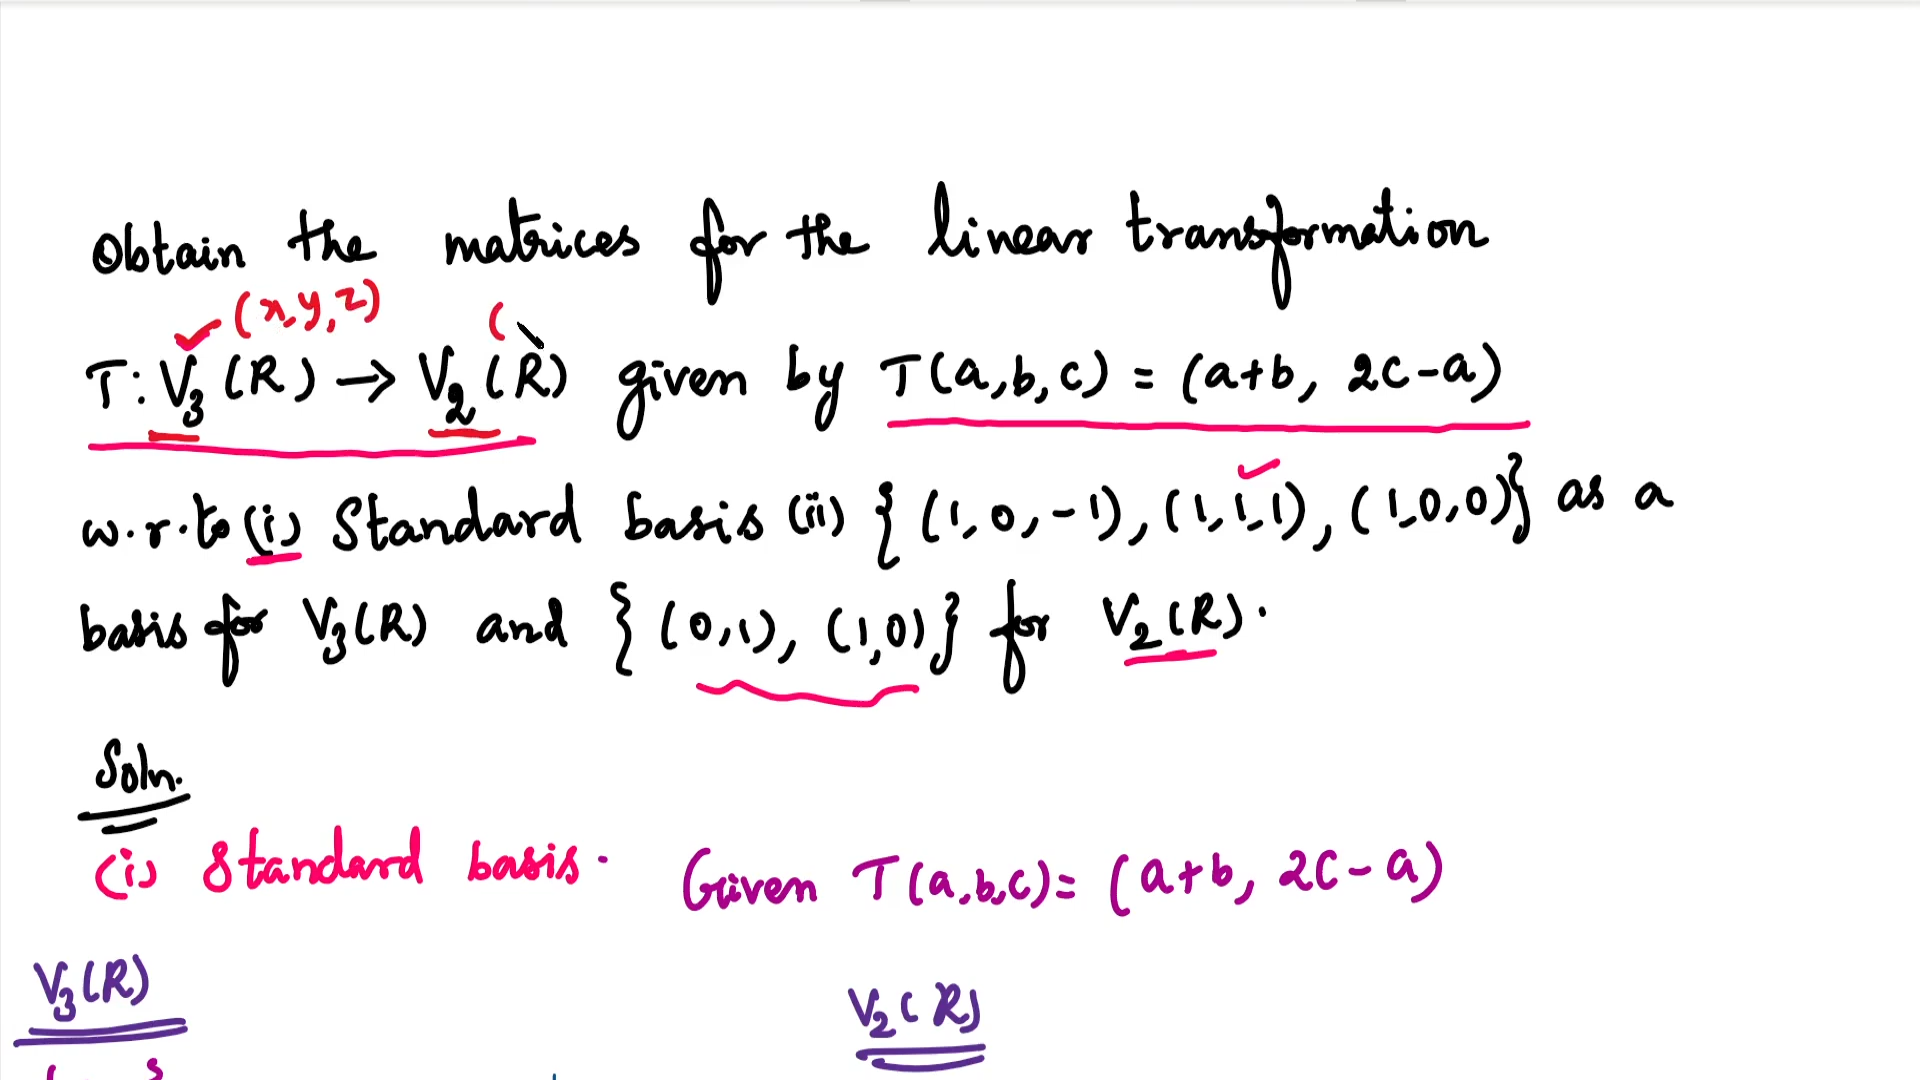 Obtain the matrices for the linear transformation
(x,y,z) (
T: V₃(R) → V₂(R) given by T(a,b,c) = (a+b, 2c-a)
w.r.to (i) Standard basis (ii) {(1,0,-1), (1,1,1), (1,0,0)} as a
basis for V₃(R) and {(0,1), (1,0)} for V₂(R).
Soln.
(i) Standard basis. Given T(a,b,c)= (a+b, 2c-a)
V₃(R)
V₂(R)